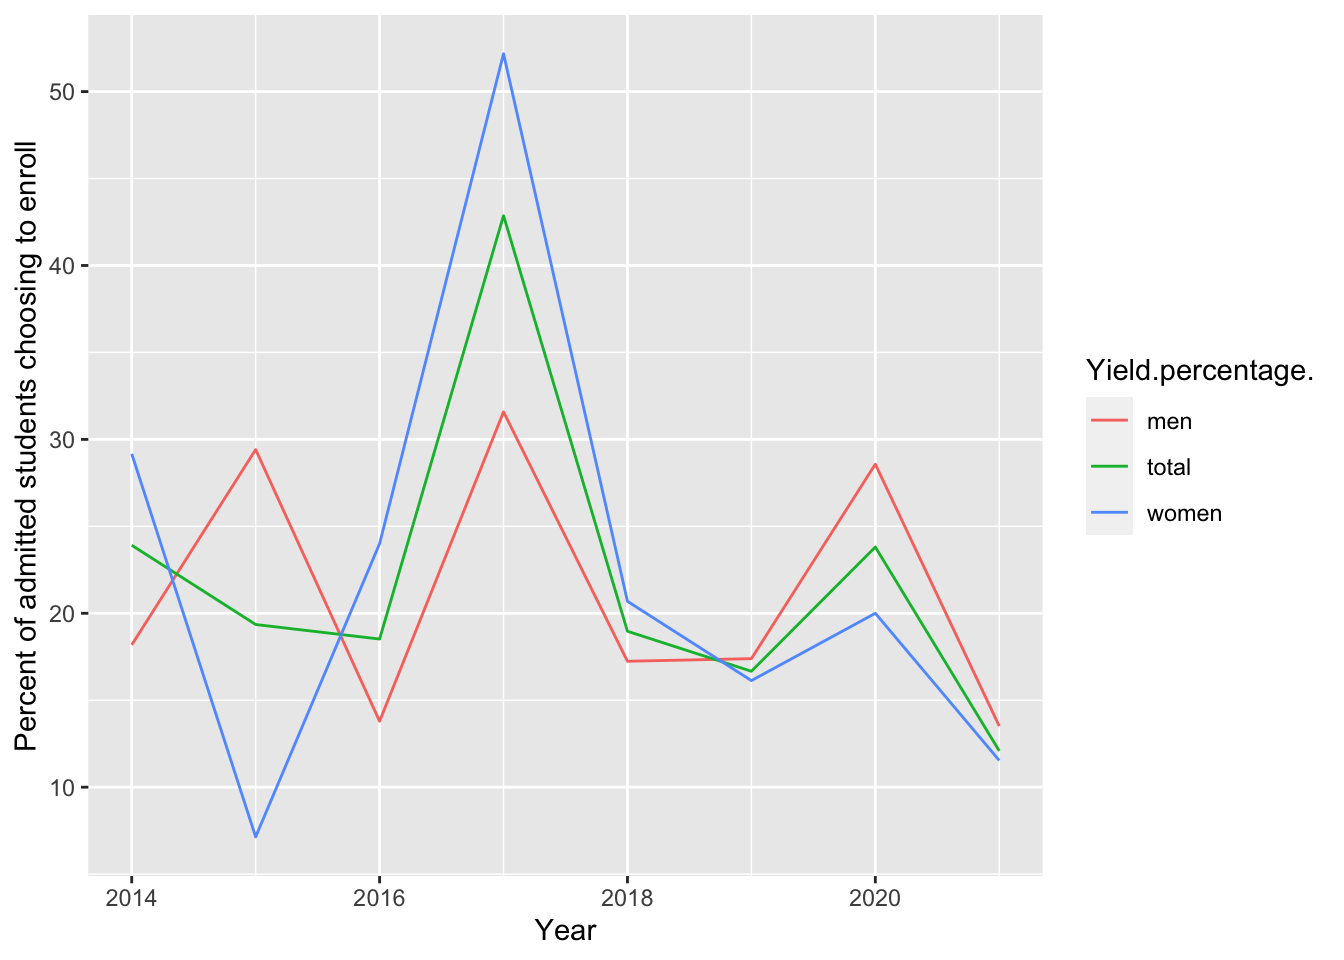 Percent of admitted students choosing to enroll
50
40
30
20
10
2014
2016
2018
2020
Year
Yield.percentage.
men
total
women